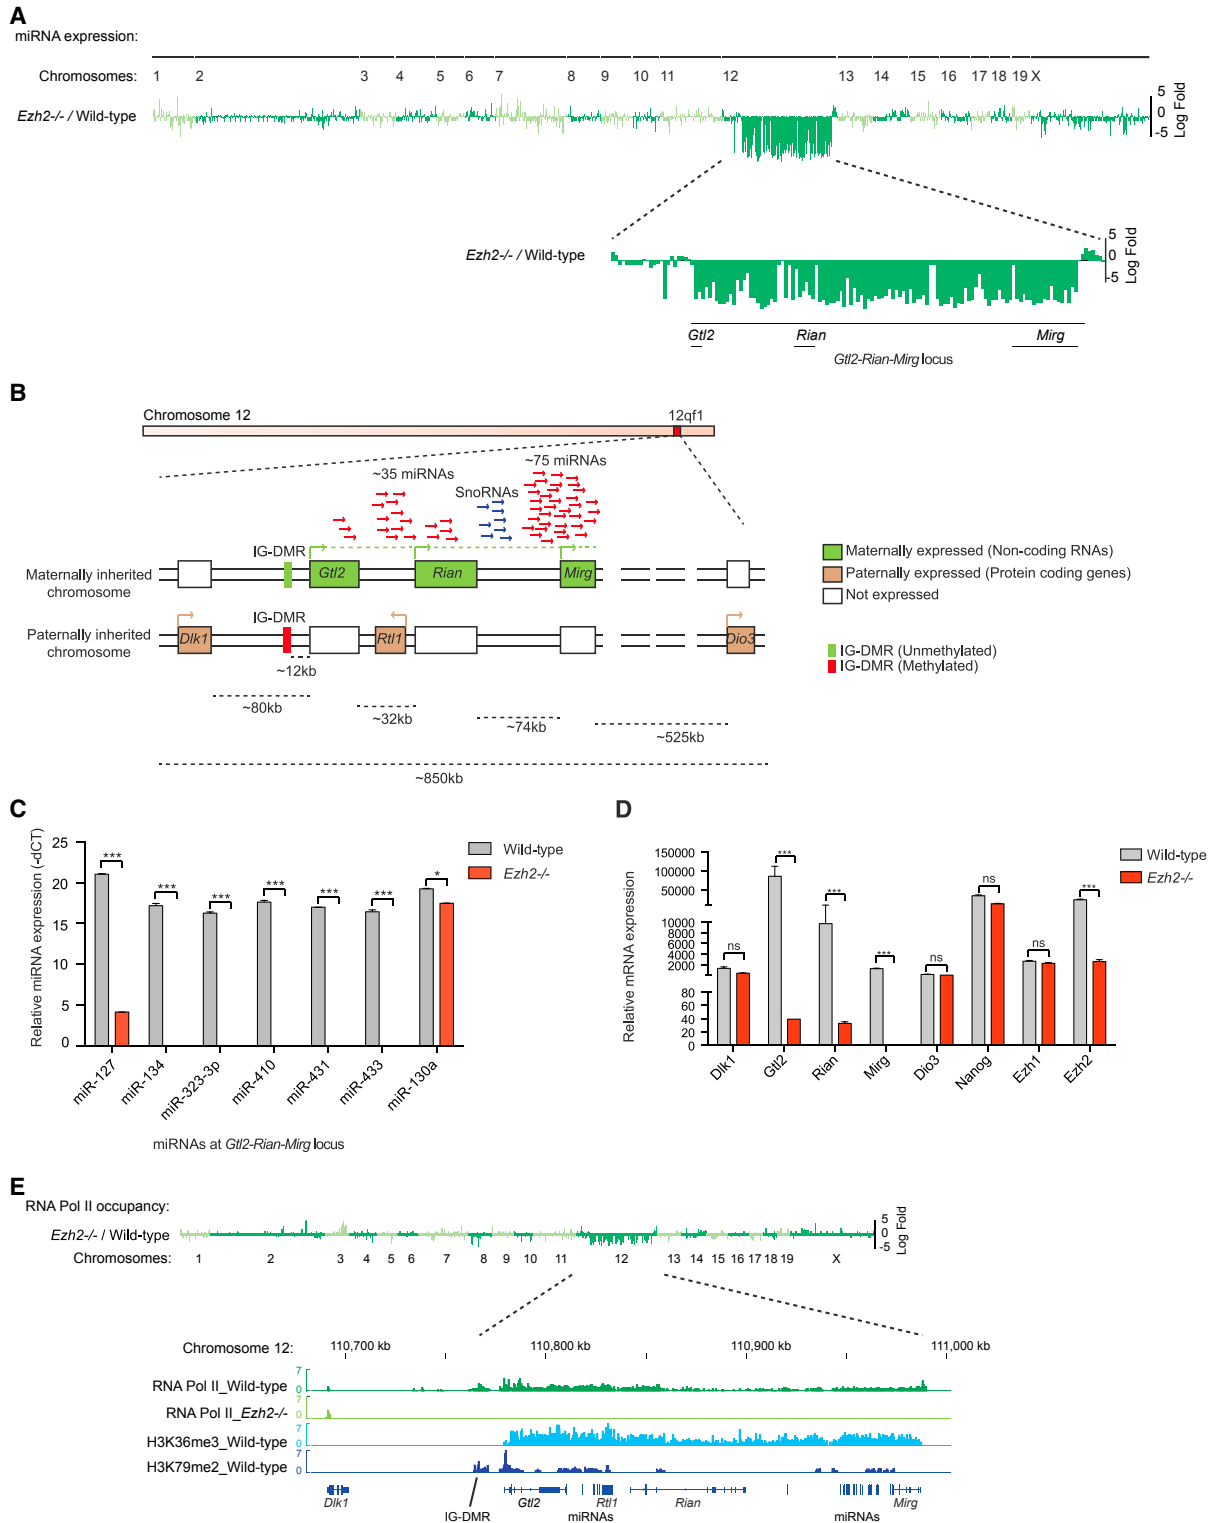 A
miRNA expression:
Chromosomes: 1 2 3 4 5 6 7 8 9 10 11 12 13 14 15 16 17 18 19 X
Ezh2-/- / Wild-type
5
0
-5
Log Fold
Ezh2-/- / Wild-type
5
0
-5
Log Fold
Gtl2 Rian Mirg
Gtl2-Rian-Mirg locus
B
Chromosome 12
12qf1
~35 miRNAs
SnoRNAs
~75 miRNAs
IG-DMR
Maternally inherited
chromosome
Gtl2 Rian Mirg
Paternally inherited
chromosome
IG-DMR
Dlk1 Rtl1 Dio3
~12kb
~80kb
~32kb
~74kb
~525kb
~850kb
Maternally expressed (Non-coding RNAs)
Paternally expressed (Protein coding genes)
Not expressed
IG-DMR (Unmethylated)
IG-DMR (Methylated)
C
Relative miRNA expression (-dCT)
25
20
15
10
5
0
*** *** *** *** *** *** *
Wild-type
Ezh2-/-
miR-127 miR-134 miR-323-3p miR-410 miR-431 miR-433 miR-130a
miRNAs at Gtl2-Rian-Mirg locus
D
Relative mRNA expression
150000
100000
50000
10000
8000
6000
4000
2000
80
60
40
20
0
ns *** *** *** ns ns ns ***
Wild-type
Ezh2-/-
Dlk1 Gtl2 Rian Mirg Dio3 Nanog Ezh1 Ezh2
E
RNA Pol II occupancy:
Ezh2-/- / Wild-type
5
0
-5
Log Fold
Chromosomes: 1 2 3 4 5 6 7 8 9 10 11 12 13 14 15 16 17 18 19 X
Chromosome 12: 110,700 kb 110,800 kb 110,900 kb 111,000 kb
RNA Pol II_Wild-type
7
0
RNA Pol II_Ezh2-/-
7
0
H3K36me3_Wild-type
7
0
H3K79me2_Wild-type
7
0
Dlk1 Gtl2 Rtl1 Rian Mirg
IG-DMR miRNAs miRNAs